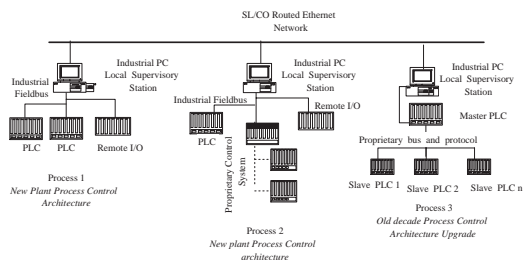 SL/CO Routed Ethernet
Network
Industrial PC
Local Supervisory
Station
Industrial
Fieldbus
PLC
PLC
Remote I/O
Process 1
New Plant Process Control
Architecture
Industrial PC
Local Supervisory
Station
Industrial Fieldbus
Remote I/O
PLC
Proprietary Control
System
Process 2
New plant Process Control
architecture
Industrial PC
Local Supervisory
Station
Master PLC
Proprietary bus and protocol
Slave PLC 1
Slave PLC 2
Slave PLC n
Process 3
Old decade Process Control
Architecture Upgrade